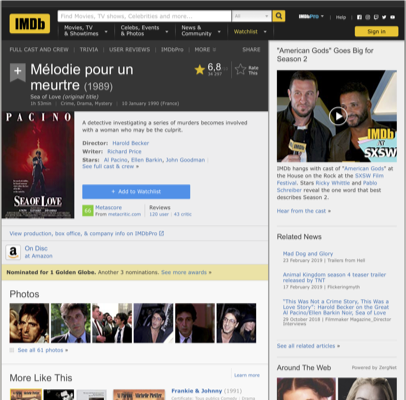 IMDb
Find Movies, TV shows, Celebrities and more...
All
IMDbPro
Help
Movies, TV & Showtimes
Celebs, Events & Photos
News & Community
Watchlist
Sign in
FULL CAST AND CREW | TRIVIA | USER REVIEWS | IMDbPro | MORE
SHARE
Mélodie pour un
meurtre (1989)
Sea of Love (original title)
1h 53min | Crime, Drama, Mystery | 10 January 1990 (France)
6,8
Rate This
PACINO
SEA OF LOVE
A detective investigating a series of murders becomes involved
with a woman who may be the culprit.
Director: Harold Becker
Writer: Richard Price
Stars: Al Pacino, Ellen Barkin, John Goodman
See full cast & crew »
+ Add to Watchlist
Metascore
From metacritic.com
Reviews
120 user | 43 critic
View production, box office, & company info on IMDbPro
a
On Disc
at Amazon
Nominated for 1 Golden Globe. Another 3 nominations. See more awards »
Photos
See all 61 photos »
More Like This
Learn more
Frankie & Johnny (1991)
"American Gods" Goes Big for
Season 2
IMDb
at
SXSW
IMDb hangs with cast of "American Gods" at
the House on the Rock at the SXSW Film
Festival. Stars Ricky Whittle and Pablo
Schreiber reveal the one word that best
describes Season 2.
Hear from the cast »
Related News
Mad Dog and Glory
23 February 2019 | Trailers from Hell
Animal Kingdom season 4 teaser trailer
released by TNT
17 February 2019 | Flickeringmyth
"This Was Not a Crime Story, This Was a
Love Story": Harold Becker on the Great
Al Pacino/Ellen Barkin Noir, Sea of Love
29 October 2018 | Filmmaker Magazine_Director
Interviews
See all related articles »
Around The Web
Powered by ZergNet